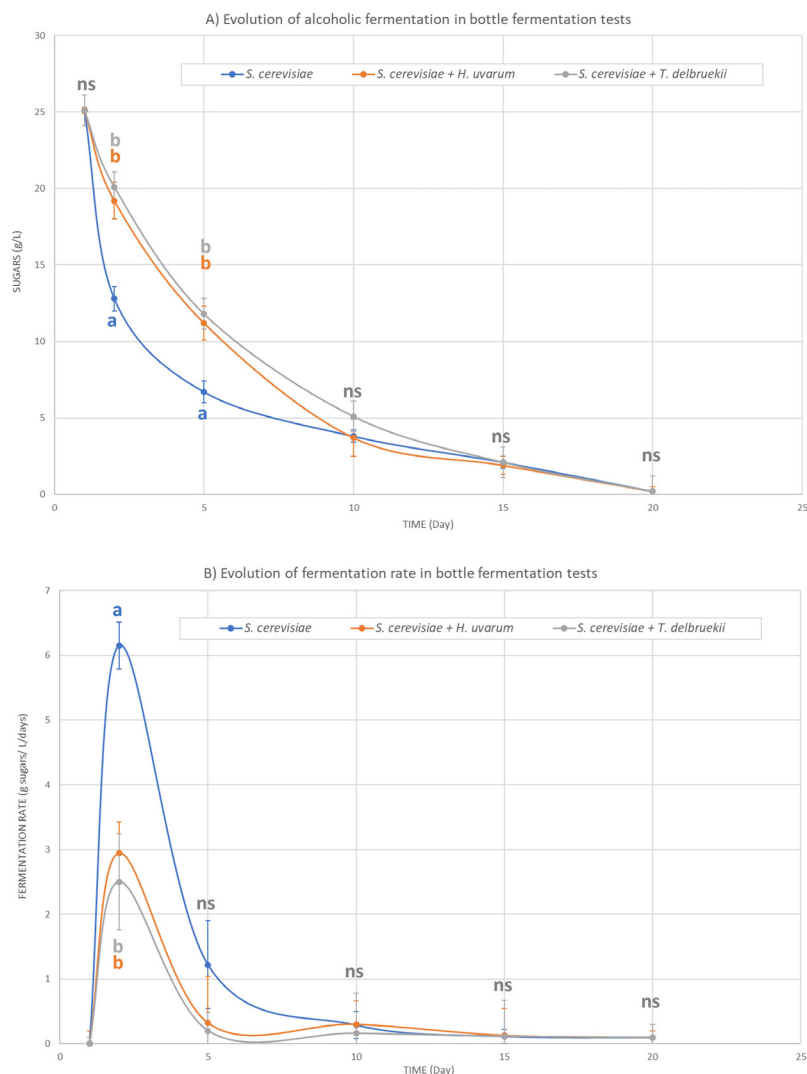 A) Evolution of alcoholic fermentation in bottle fermentation tests
30
S. cerevisiae S. cerevisiae + H. uvarum S. cerevisiae + T. delbruekii
ns
25
b
b
20
SUGARS (g/L)
15
b
b
a
10
ns
a
5
ns
ns
0
0 5 10 15 20 25
TIME (Day)
B) Evolution of fermentation rate in bottle fermentation tests
7
a
S. cerevisiae S. cerevisiae + H. uvarum S. cerevisiae + T. delbruekii
6
5
4
FERMENTATION RATE (g sugars/ L/days)
3
2
ns
b
b
1
ns
ns
ns
0
0 5 10 15 20 25
TIME (Day)